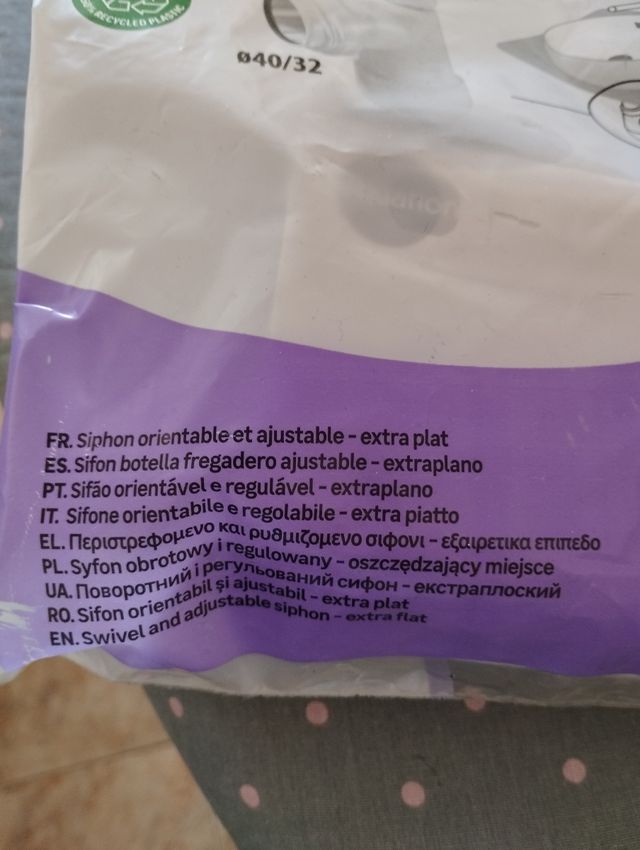 100% RECYCLED PLASTIC
ø40/32
FR. Siphon orientable et ajustable - extra plat
ES. Sifon botella fregadero ajustable - extraplano
PT. Sifão orientável e regulável - extraplano
IT. Sifone orientabile e regolabile - extra piatto
EL. Περιστρεφομενο και ρυθμιζομενο σιφονι - εξαιρετικα επιπεδο
PL. Syfon obrotowy i regulowany - oszczędzający miejsce
UA. Поворотний і регульований сифон - екстраплоский
RO. Sifon orientabil și ajustabil - extra plat
EN. Swivel and adjustable siphon - extra flat